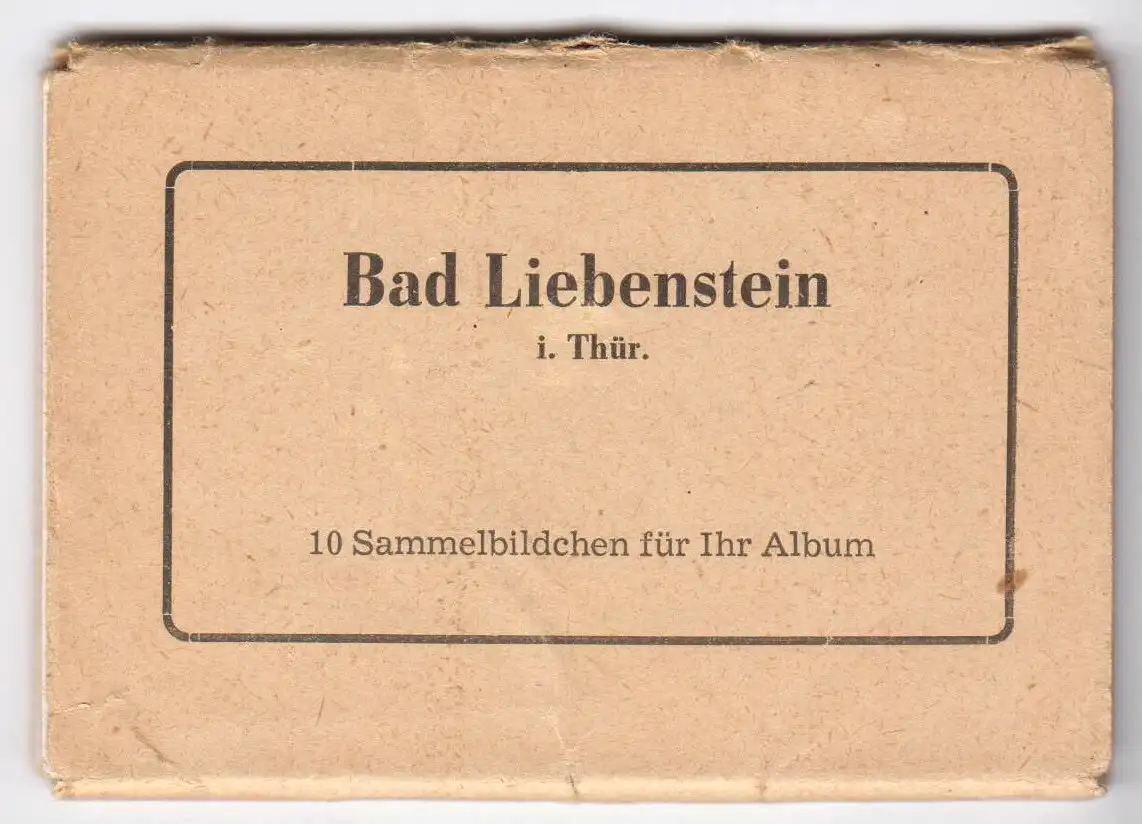 Bad Liebenstein
i. Thür.
10 Sammelbildchen für Ihr Album